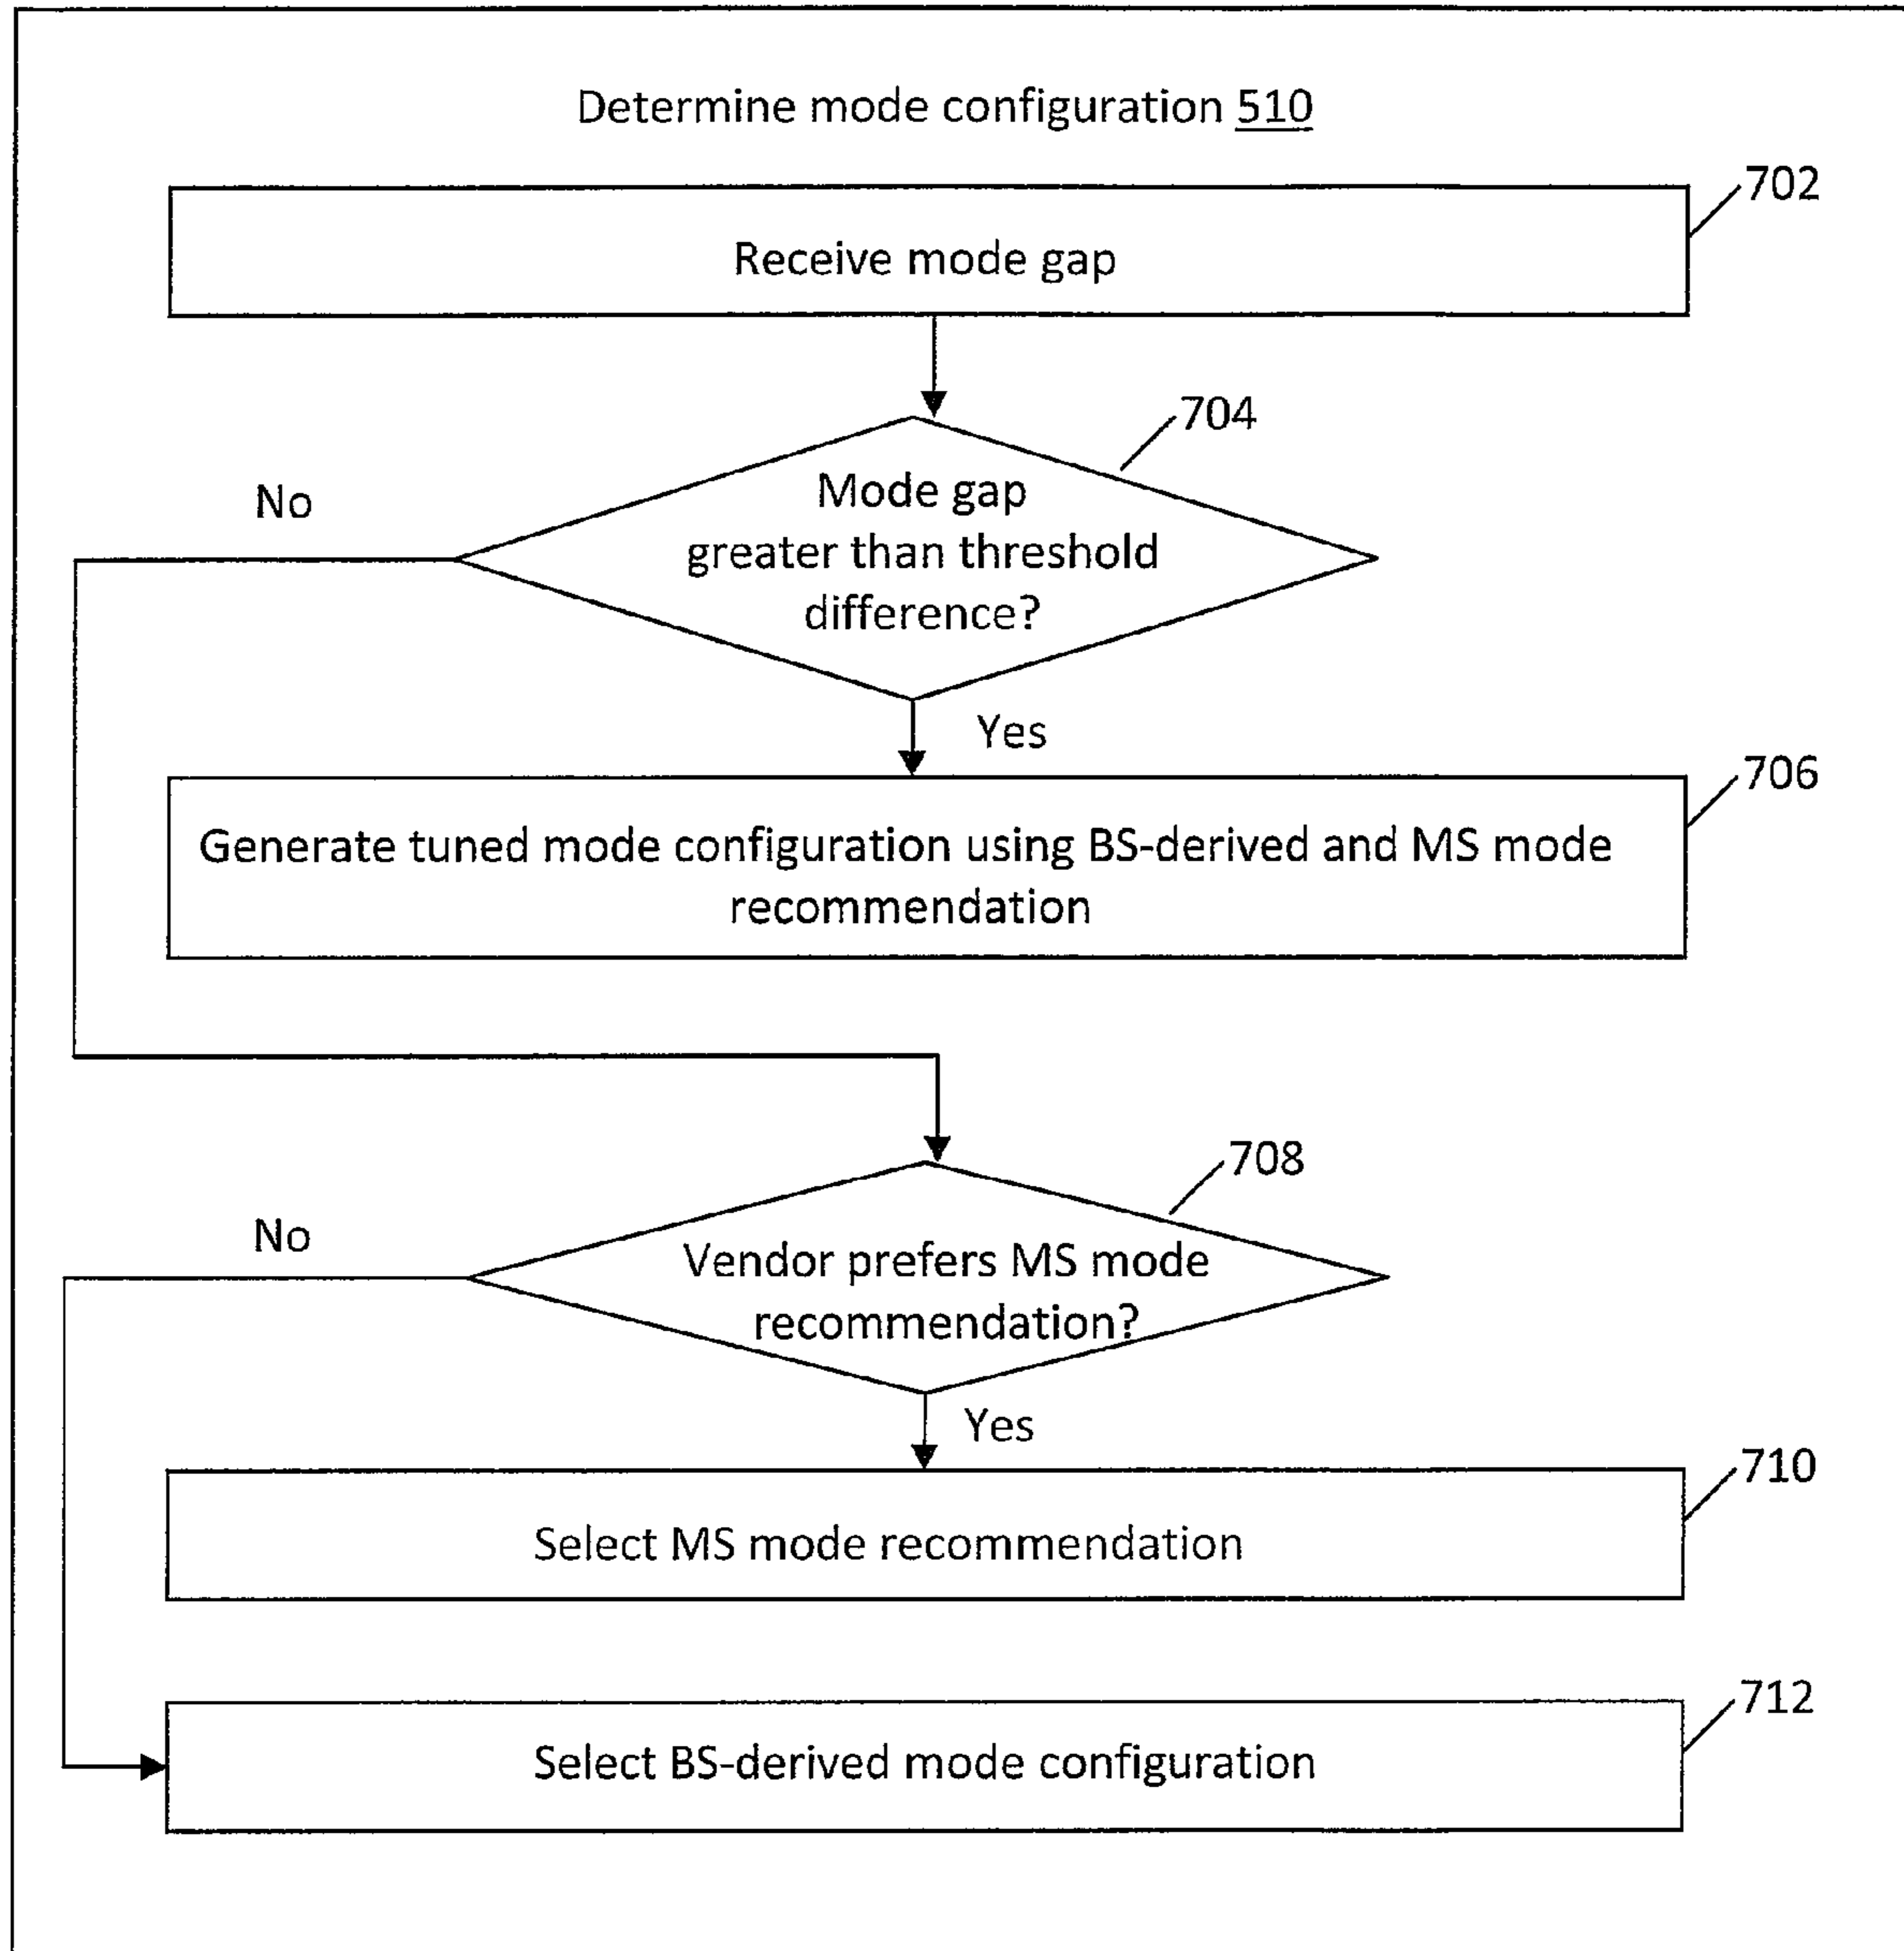 Determine mode configuration 510
702
Receive mode gap
704
No
Mode gap
greater than threshold
difference?
Yes
706
Generate tuned mode configuration using BS-derived and MS mode
recommendation
708
No
Vendor prefers MS mode
recommendation?
Yes
710
Select MS mode recommendation
712
Select BS-derived mode configuration